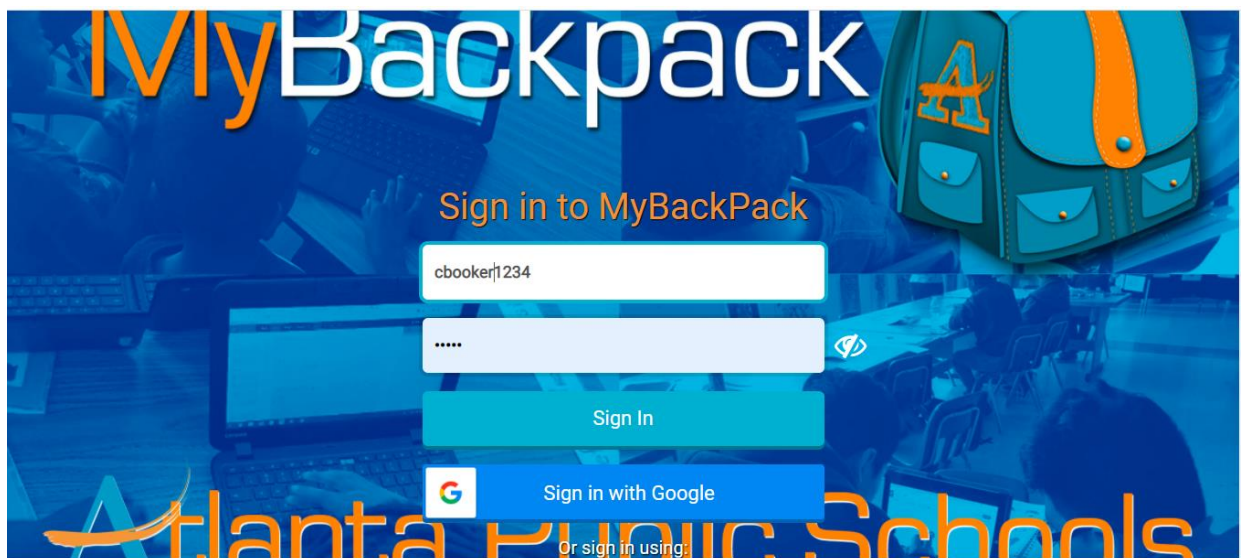 MyBackpack
A
Sign in to MyBackPack
cbooker1234
•••••
Sign In
G
Sign in with Google
Atlanta Public Schools
Or sign in using: